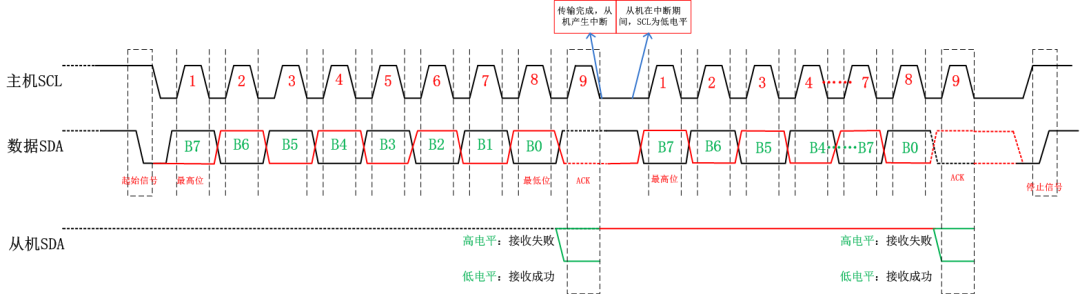 传输完成，从
机产生中断
从机在中断期
间，SCL为低电平
主机SCL
1 2 3 4 5 6 7 8 9 1 2 3 4 7 8 9
数据SDA
B7 B6 B5 B4 B3 B2 B1 B0 B7 B6 B5 B4 B7 B0
起始信号 最高位 最低位 ACK 最高位 ACK 停止信号
从机SDA
高电平：接收失败 高电平：接收失败
低电平：接收成功 低电平：接收成功